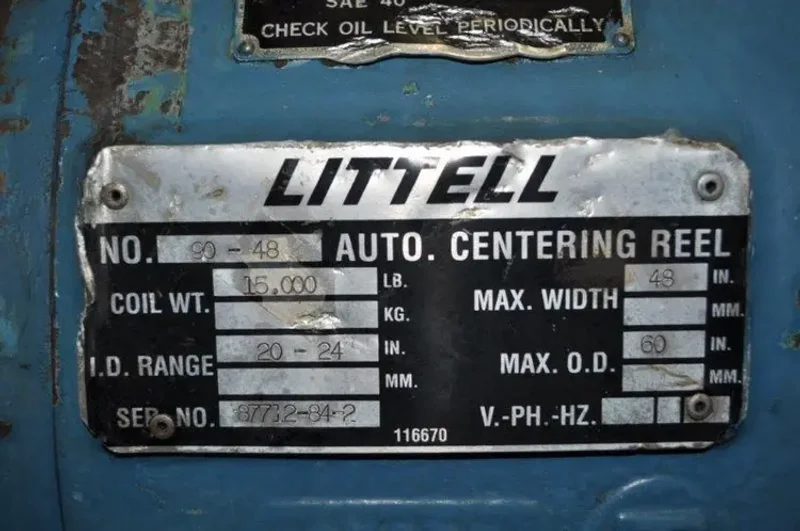 SAE 40
CHECK OIL LEVEL PERIODICALLY
LITTELL
NO. 90 - 48 AUTO. CENTERING REEL
COIL WT. 15.000 LB. MAX. WIDTH 48 IN.
KG. MM.
I.D. RANGE 20 - 24 IN. MAX. O.D. 60 IN.
MM. MM.
SER. NO. 87712-84-2 V.-PH.-HZ.
116670